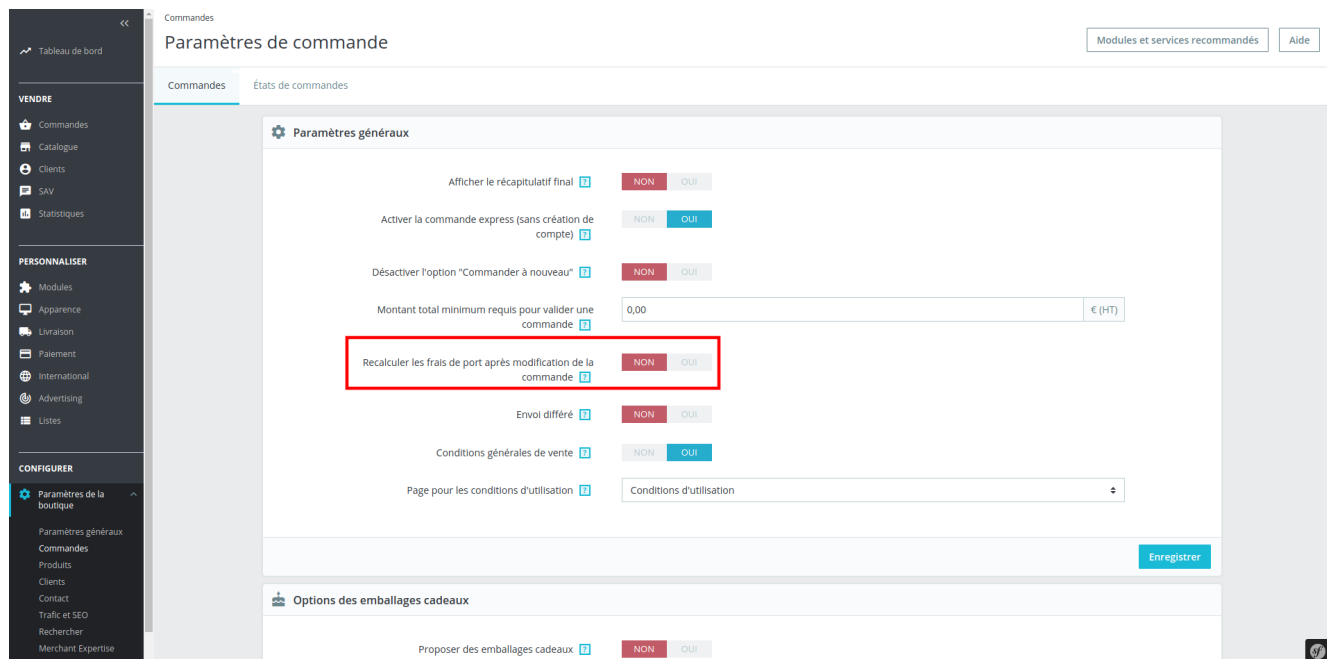 «
Tableau de bord
VENDRE
Commandes
Catalogue
Clients
SAV
Statistiques
PERSONNALISER
Modules
Apparence
Livraison
Paiement
International
Advertising
Listes
CONFIGURER
Paramètres de la
boutique
Paramètres généraux
Commandes
Produits
Clients
Contact
Trafic et SEO
Rechercher
Merchant Expertise
Commandes
Paramètres de commande
Modules et services recommandés
Aide
Commandes
États de commandes
Paramètres généraux
Afficher le récapitulatif final ? NON OUI
Activer la commande express (sans création de
compte) ? NON OUI
Désactiver l'option "Commander à nouveau" ? NON OUI
Montant total minimum requis pour valider une
commande ? 0,00 € (HT)
Recalculer les frais de port après modification de la
commande ? NON OUI
Envoi différé ? NON OUI
Conditions générales de vente ? NON OUI
Page pour les conditions d'utilisation ? Conditions d'utilisation
Enregistrer
Options des emballages cadeaux
Proposer des emballages cadeaux ? NON OUI
sf